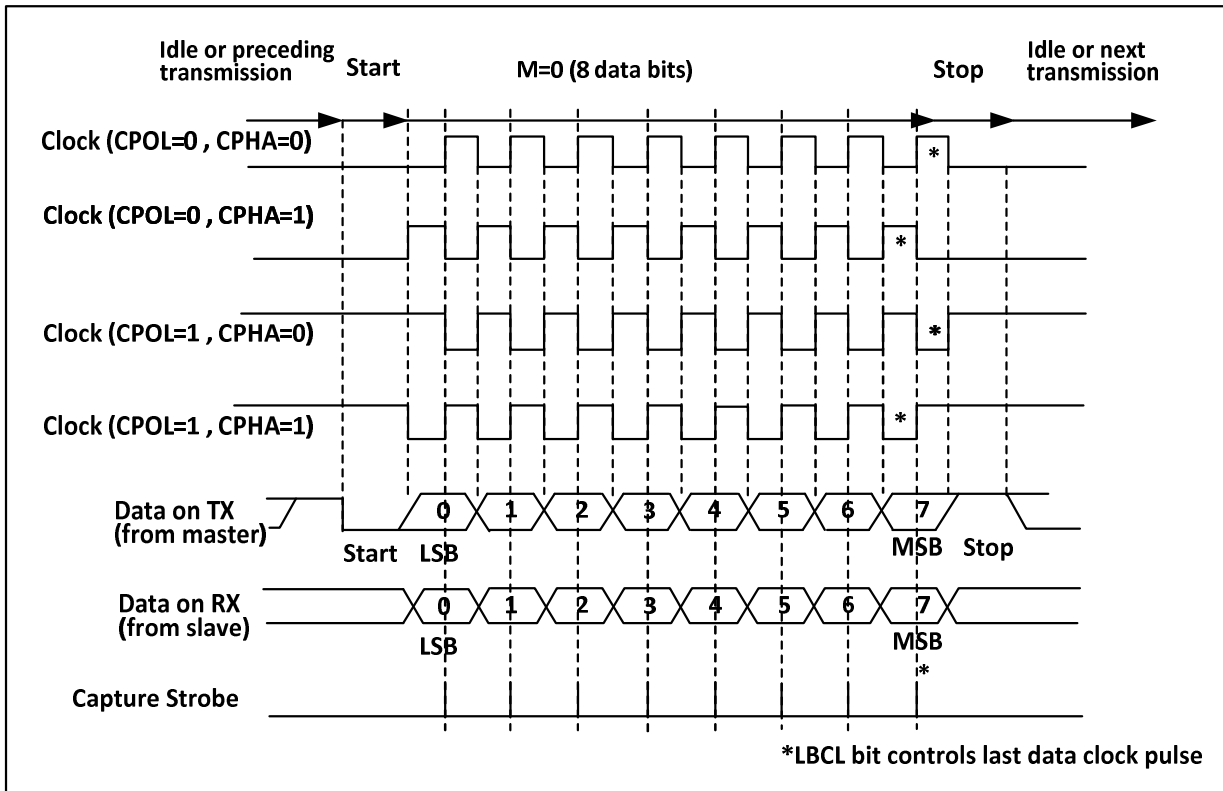 Idle or preceding
transmission
Start
M=0 (8 data bits)
Stop
Idle or next
transmission
Clock (CPOL=0 , CPHA=0)
*
Clock (CPOL=0 , CPHA=1)
*
Clock (CPOL=1 , CPHA=0)
*
Clock (CPOL=1 , CPHA=1)
*
Data on TX
(from master)
0 1 2 3 4 5 6 7
Start LSB MSB Stop
Data on RX
(from slave)
0 1 2 3 4 5 6 7
LSB MSB
*
Capture Strobe
*LBCL bit controls last data clock pulse